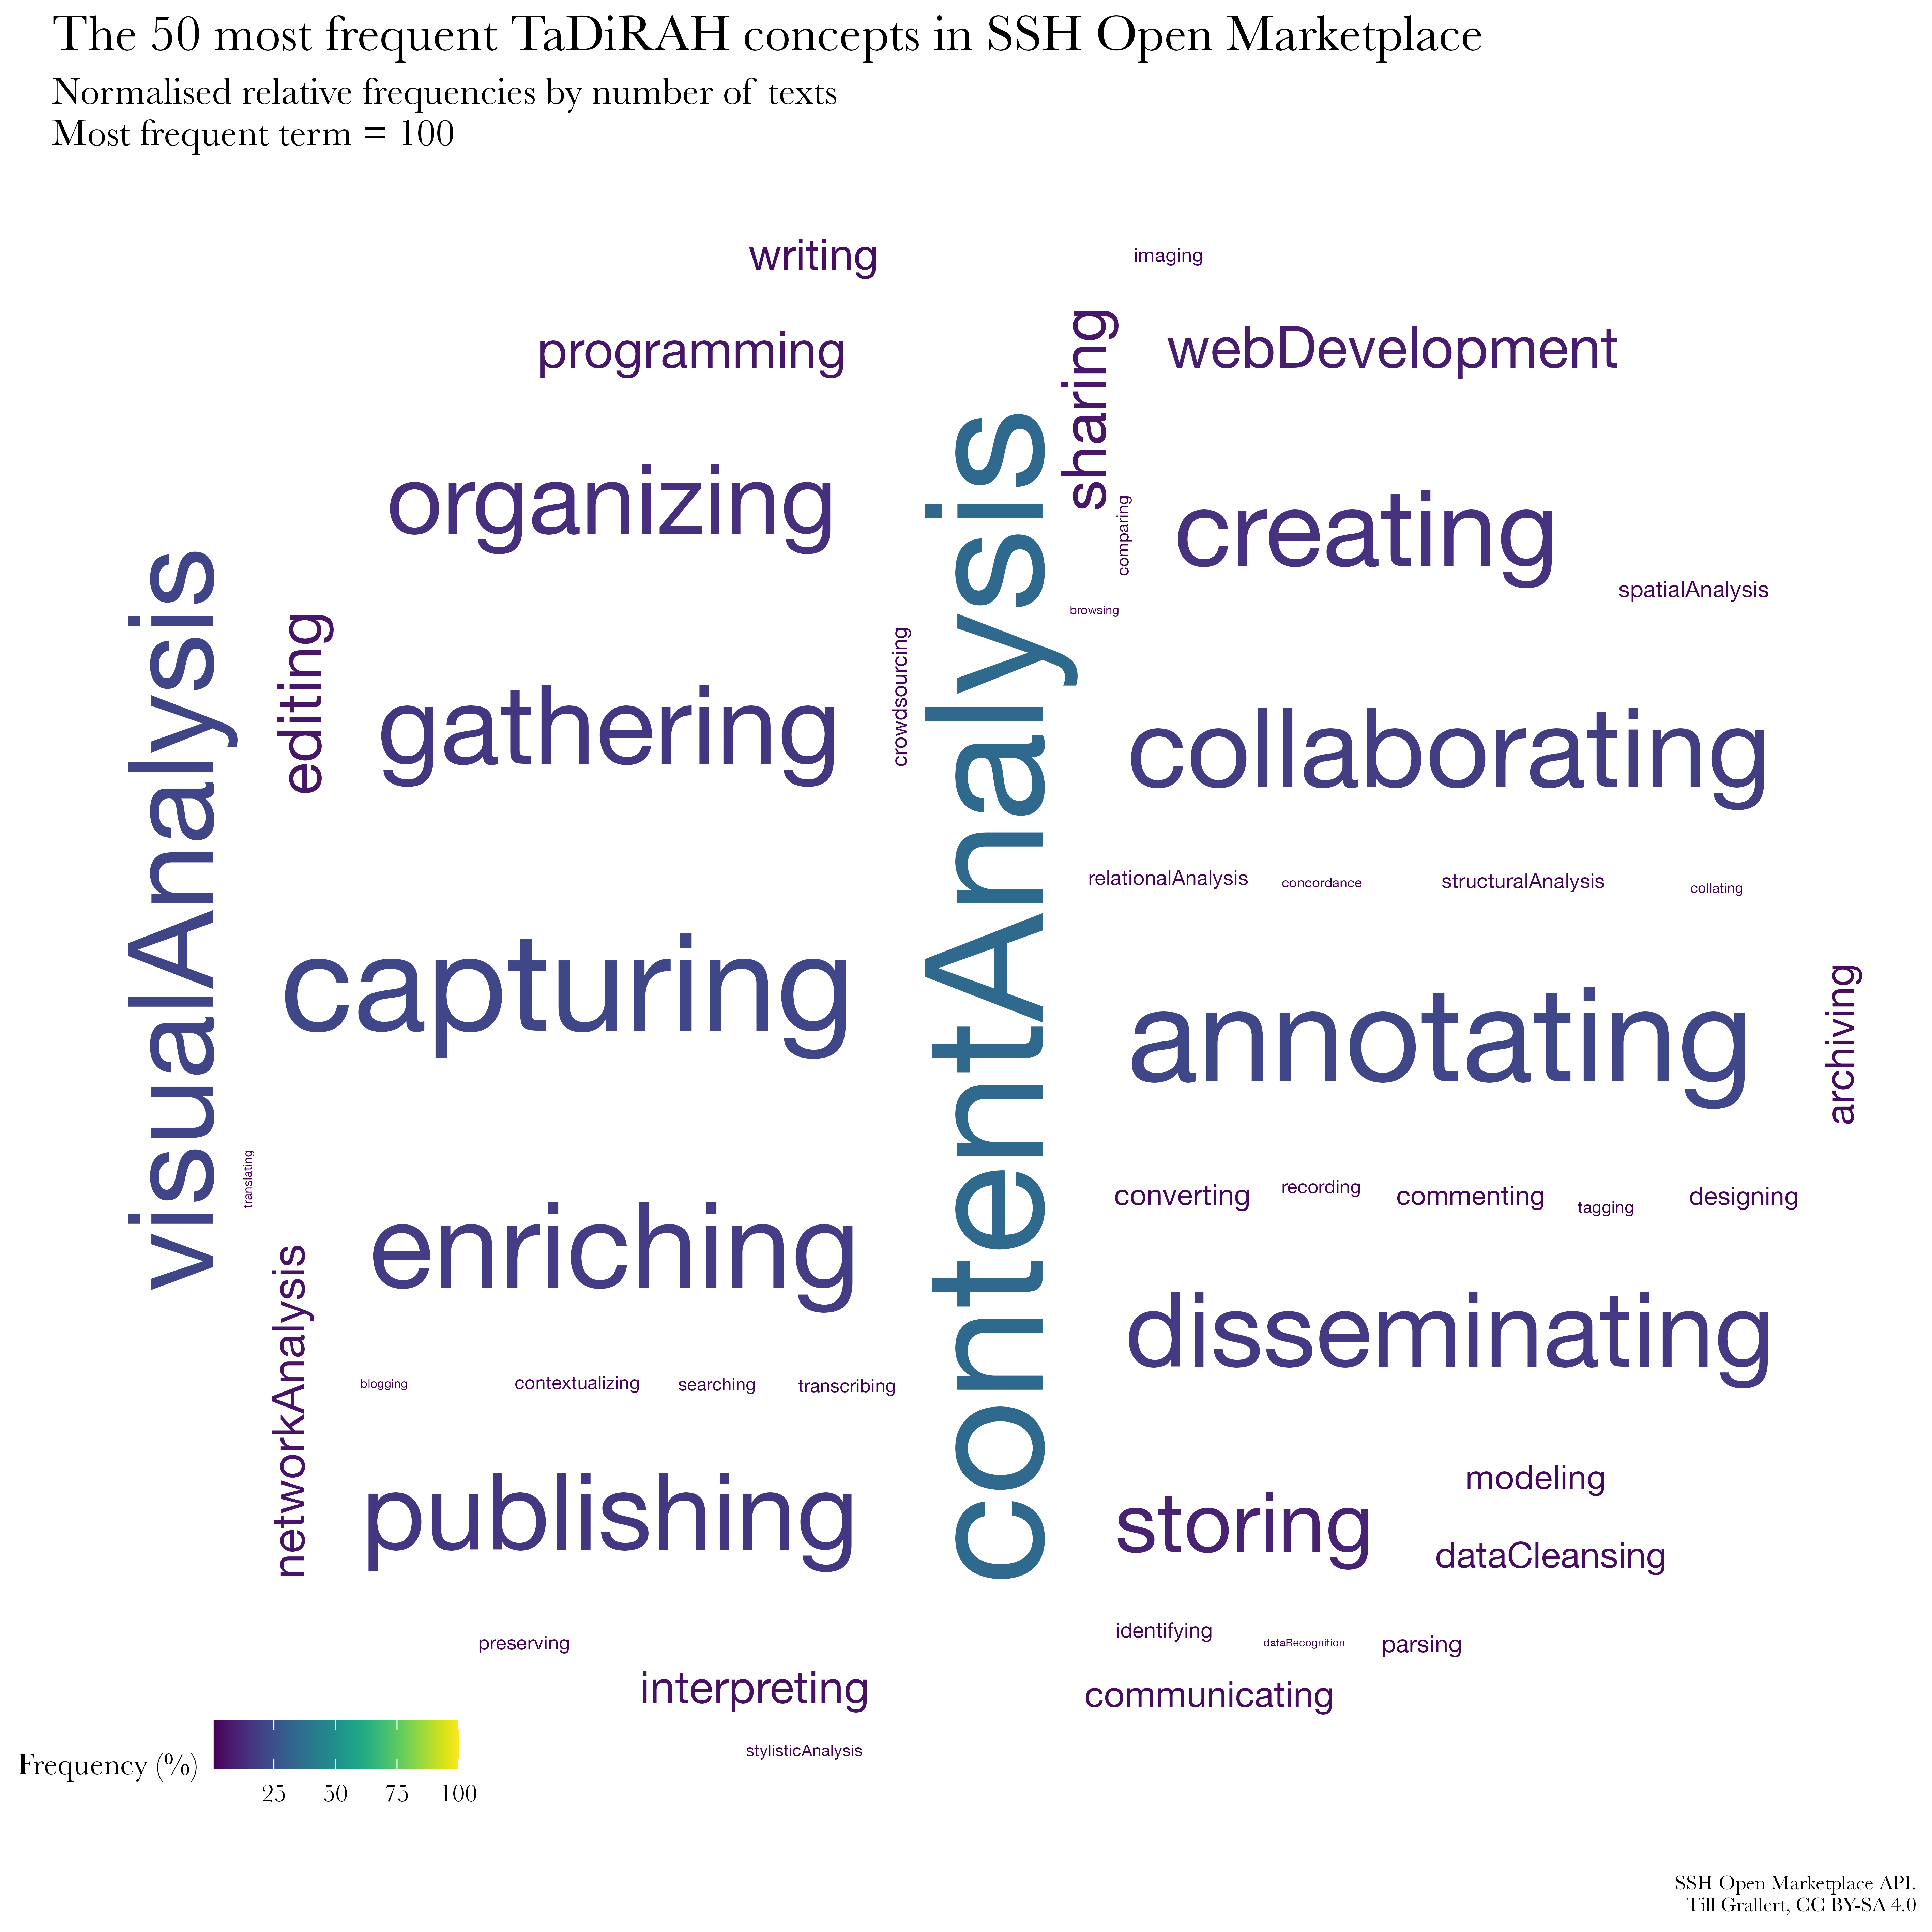 The 50 most frequent TaDiRAH concepts in SSH Open Marketplace
Normalised relative frequencies by number of texts
Most frequent term = 100
writing
imaging
programming
sharing
webDevelopment
organizing
comparing
creating
spatialAnalysis
browsing
visualAnalysis
editing
gathering
crowdsourcing
contentAnalysis
collaborating
relationalAnalysis
concordance
structuralAnalysis
collating
capturing
annotating
archiving
translating
converting
recording
commenting
tagging
designing
enriching
networkAnalysis
disseminating
blogging
contextualizing
searching
transcribing
publishing
storing
modeling
dataCleansing
preserving
identifying
dataRecognition
parsing
interpreting
communicating
stylisticAnalysis
Frequency (%)
25 50 75 100
SSH Open Marketplace API.
Till Grallert, CC BY-SA 4.0